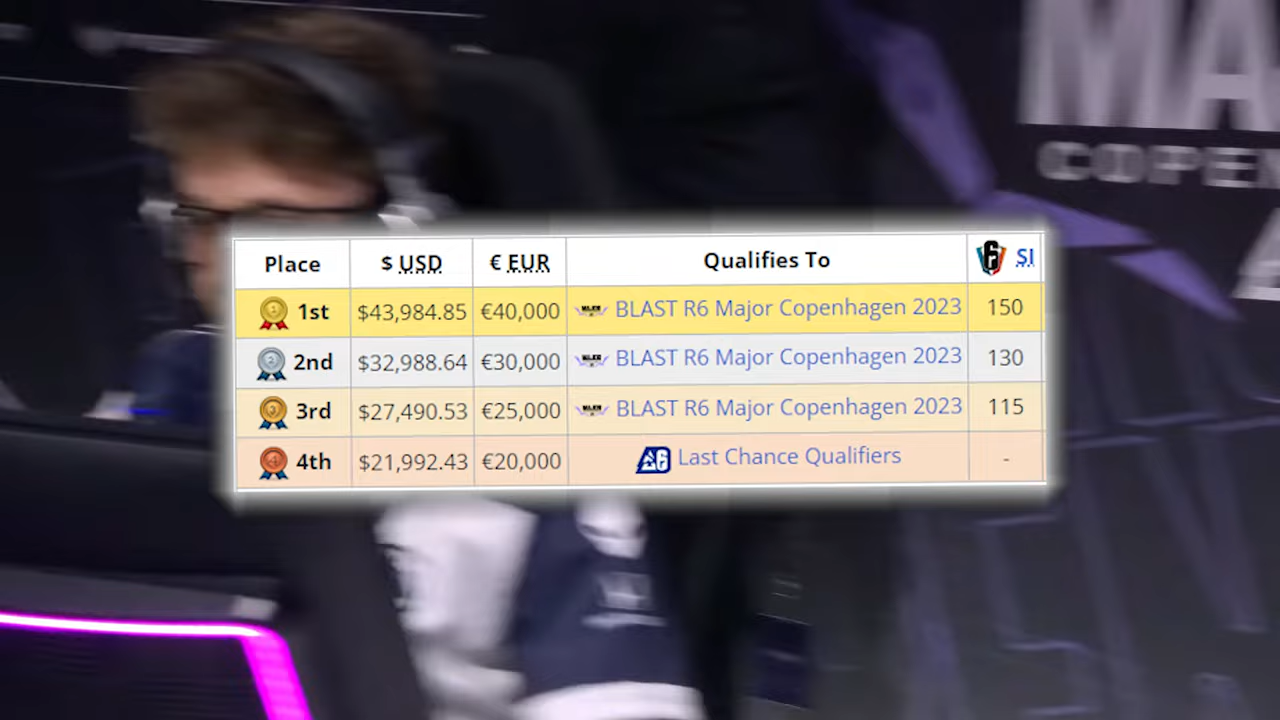 MA
COPEN
Place $ USD € EUR Qualifies To SI
1st $43,984.85 €40,000 BLAST R6 Major Copenhagen 2023 150
2nd $32,988.64 €30,000 BLAST R6 Major Copenhagen 2023 130
3rd $27,490.53 €25,000 BLAST R6 Major Copenhagen 2023 115
4th $21,992.43 €20,000 Last Chance Qualifiers -